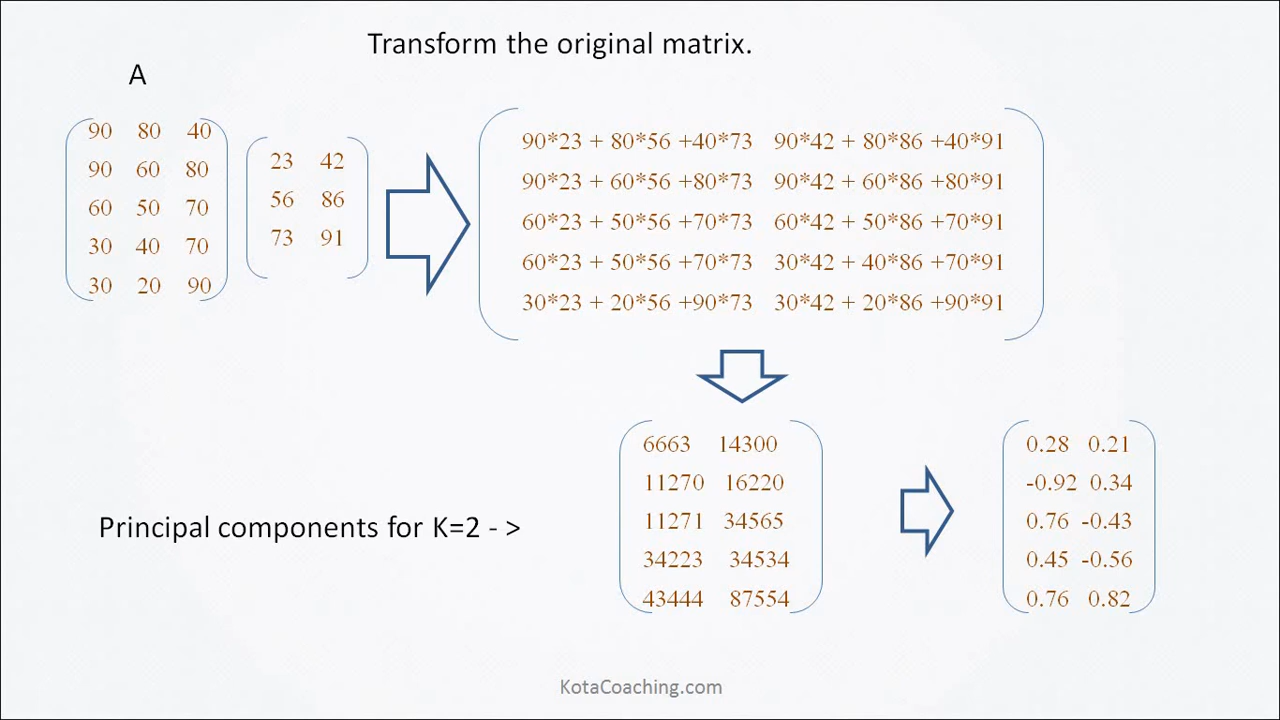 Transform the original matrix.
A
90 80 40
90 60 80
60 50 70
30 40 70
30 20 90
23 42
56 86
73 91
90*23 + 80*56 +40*73 90*42 + 80*86 +40*91
90*23 + 60*56 +80*73 90*42 + 60*86 +80*91
60*23 + 50*56 +70*73 60*42 + 50*86 +70*91
60*23 + 50*56 +70*73 30*42 + 40*86 +70*91
30*23 + 20*56 +90*73 30*42 + 20*86 +90*91
Principal components for K=2 - >
6663 14300
11270 16220
11271 34565
34223 34534
43444 87554
0.28 0.21
-0.92 0.34
0.76 -0.43
0.45 -0.56
0.76 0.82
KotaCoaching.com